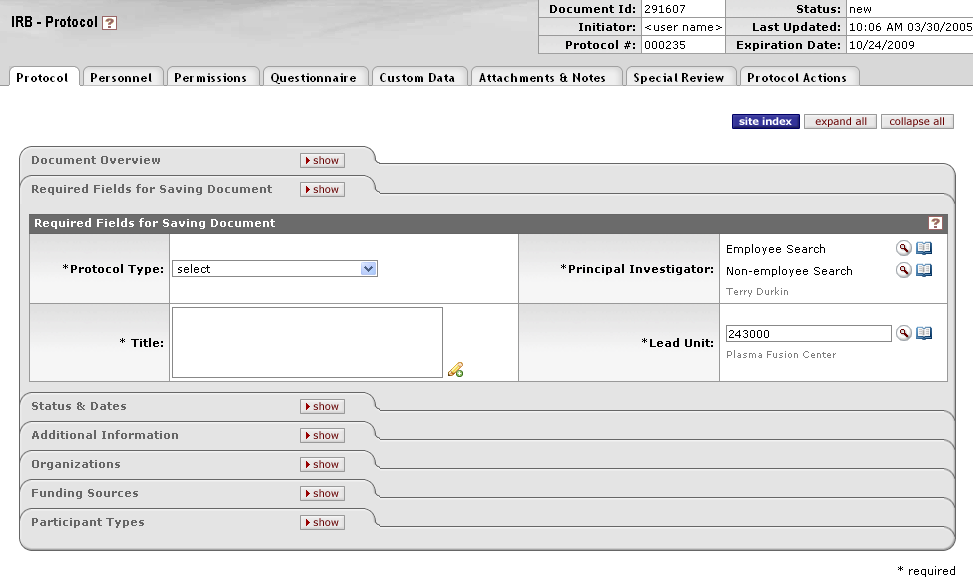 IRB - Protocol ?
Document Id: 291607 Status: new
Initiator: <user name> Last Updated: 10:06 AM 03/30/2005
Protocol #: 000235 Expiration Date: 10/24/2009
Protocol Personnel Permissions Questionnaire Custom Data Attachments & Notes Special Review Protocol Actions
site index expand all collapse all
Document Overview show
Required Fields for Saving Document show
Required Fields for Saving Document ?
*Protocol Type: select *Principal Investigator: Employee Search
Non-employee Search
Terry Durkin
* Title: *Lead Unit: 243000
Plasma Fusion Center
Status & Dates show
Additional Information show
Organizations show
Funding Sources show
Participant Types show
* required